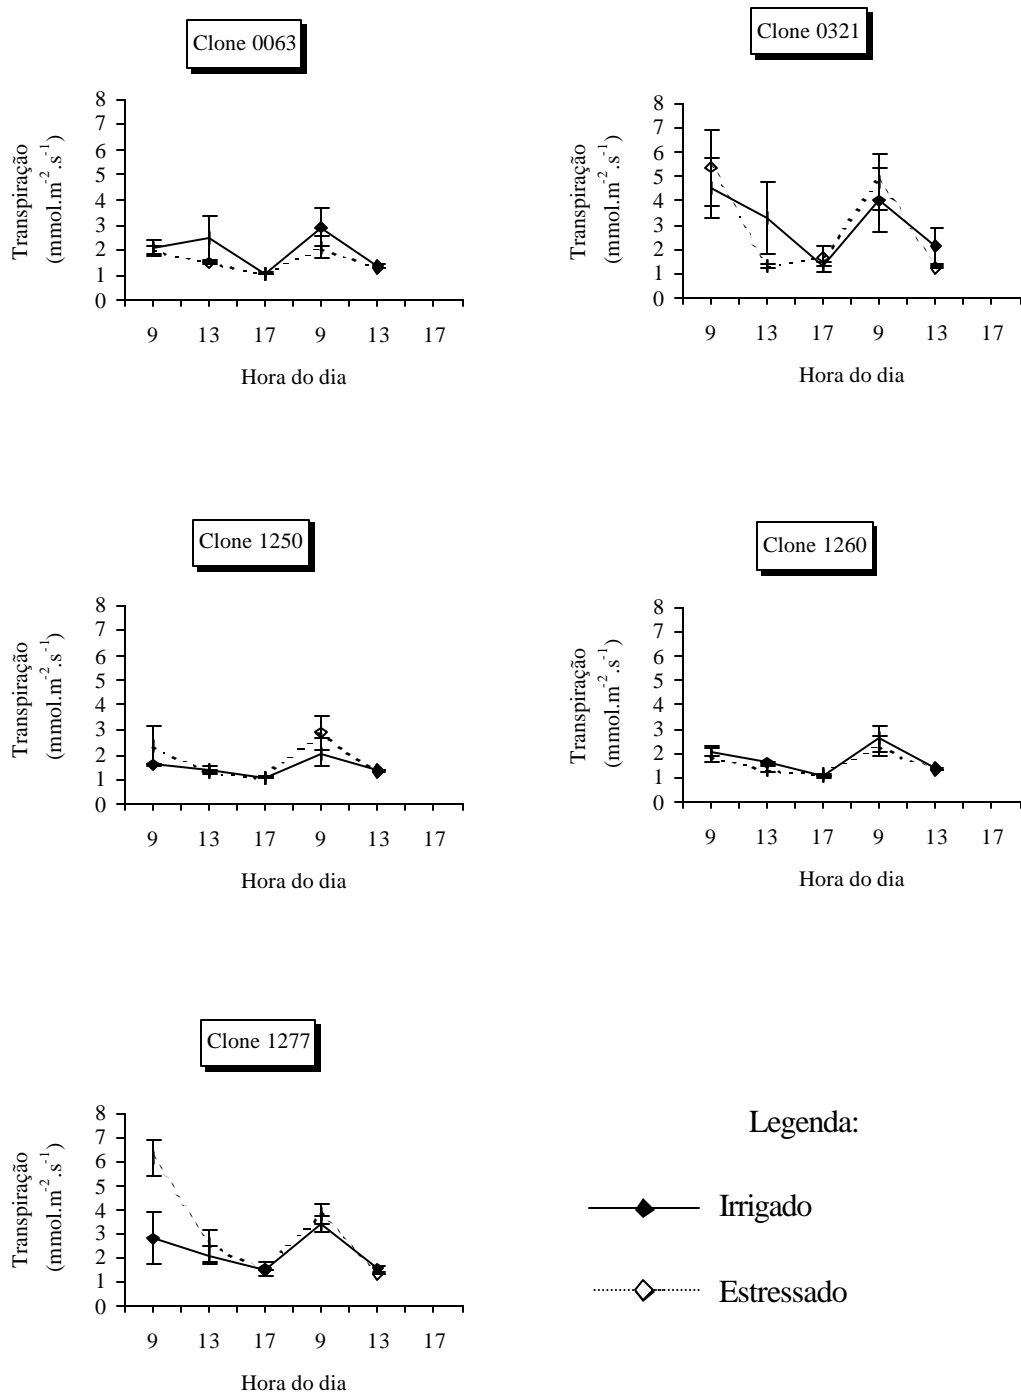 Clone 0063
Clone 0321
Transpiração
(mmol.m-2.s-1)
8
7
6
5
4
3
2
1
0
9 13 17 9 13 17
Hora do dia
Transpiração
(mmol.m-2.s-1)
8
7
6
5
4
3
2
1
0
9 13 17 9 13 17
Hora do dia
Clone 1250
Clone 1260
Transpiração
(mmol.m-2.s-1)
8
7
6
5
4
3
2
1
0
9 13 17 9 13 17
Hora do dia
Transpiração
(mmol.m-2.s-1)
8
7
6
5
4
3
2
1
0
9 13 17 9 13 17
Hora do dia
Clone 1277
Transpiração
(mmol.m-2.s-1)
8
7
6
5
4
3
2
1
0
9 13 17 9 13 17
Hora do dia
Legenda:
Irrigado
Estressado